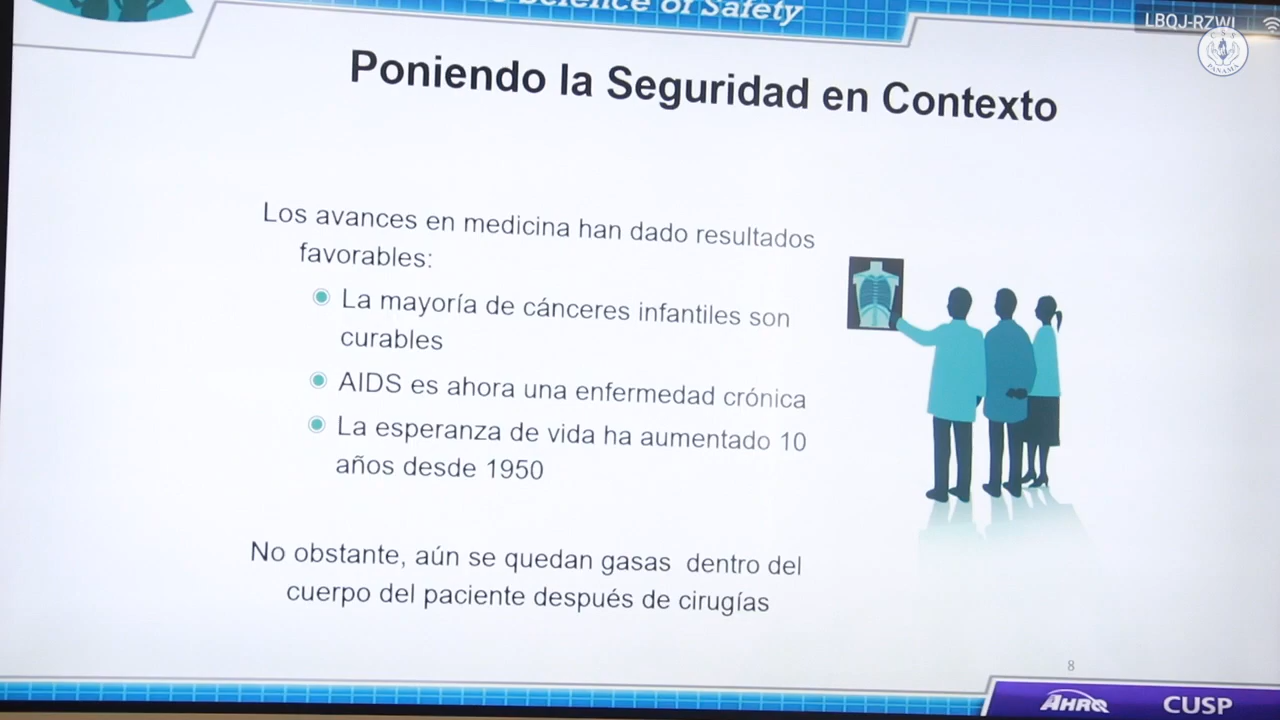 Science of Safety
LBQJ-RZWL
CSP
PANAMÁ
Poniendo la Seguridad en Contexto
Los avances en medicina han dado resultados
favorables:
La mayoría de cánceres infantiles son
curables
AIDS es ahora una enfermedad crónica
La esperanza de vida ha aumentado 10
años desde 1950
No obstante, aún se quedan gasas dentro del
cuerpo del paciente después de cirugías
8
AHRQ
CUSP